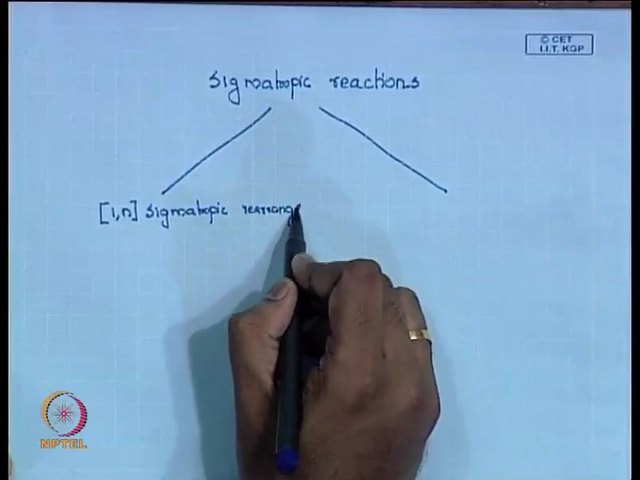 © CET
I.I.T. KGP
Sigmatropic reactions
[1,n] sigmatropic rearrang
NPTEL